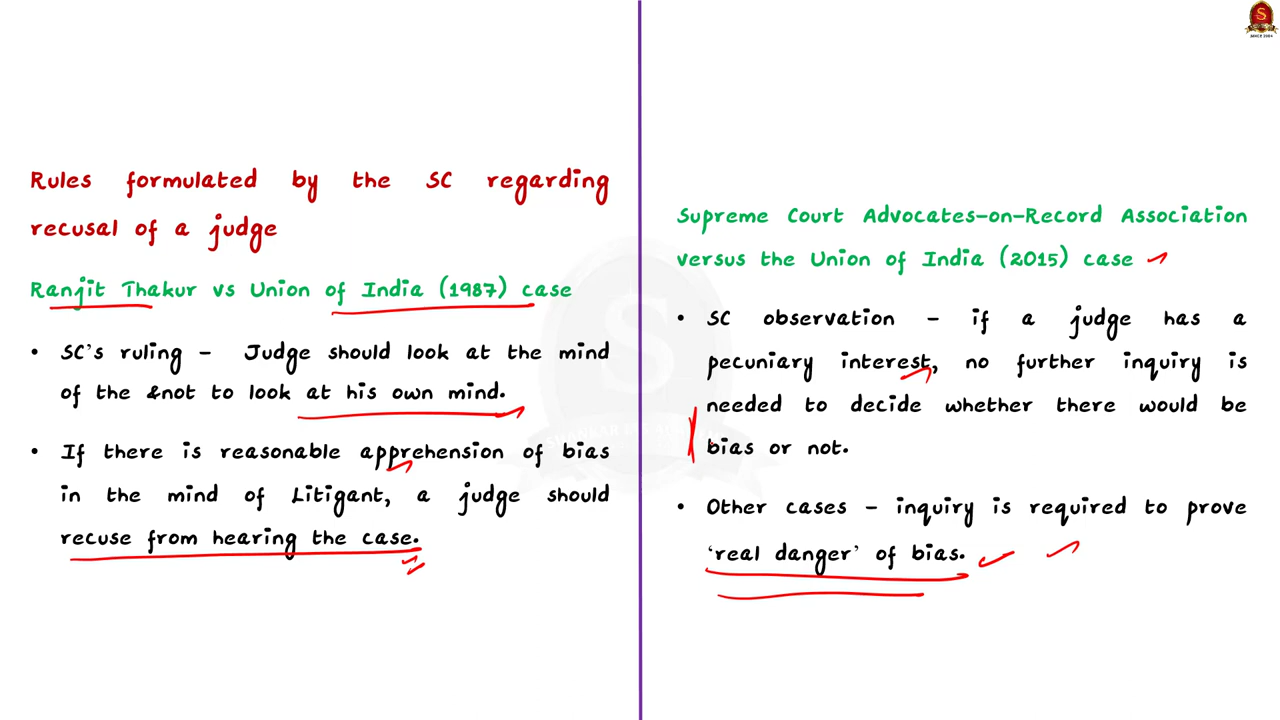 Rules formulated by the SC regarding
recusal of a judge
Ranjit Thakur vs Union of India (1987) case
• SC's ruling – Judge should look at the mind
of the &not to look at his own mind.
• If there is reasonable apprehension of bias
in the mind of Litigant, a judge should
recuse from hearing the case.
Supreme Court Advocates-on-Record Association
versus the Union of India (2015) case
• SC observation – if a judge has a
pecuniary interest, no further inquiry is
needed to decide whether there would be
bias or not.
• Other cases – inquiry is required to prove
'real danger' of bias.
S
SINCE 2004